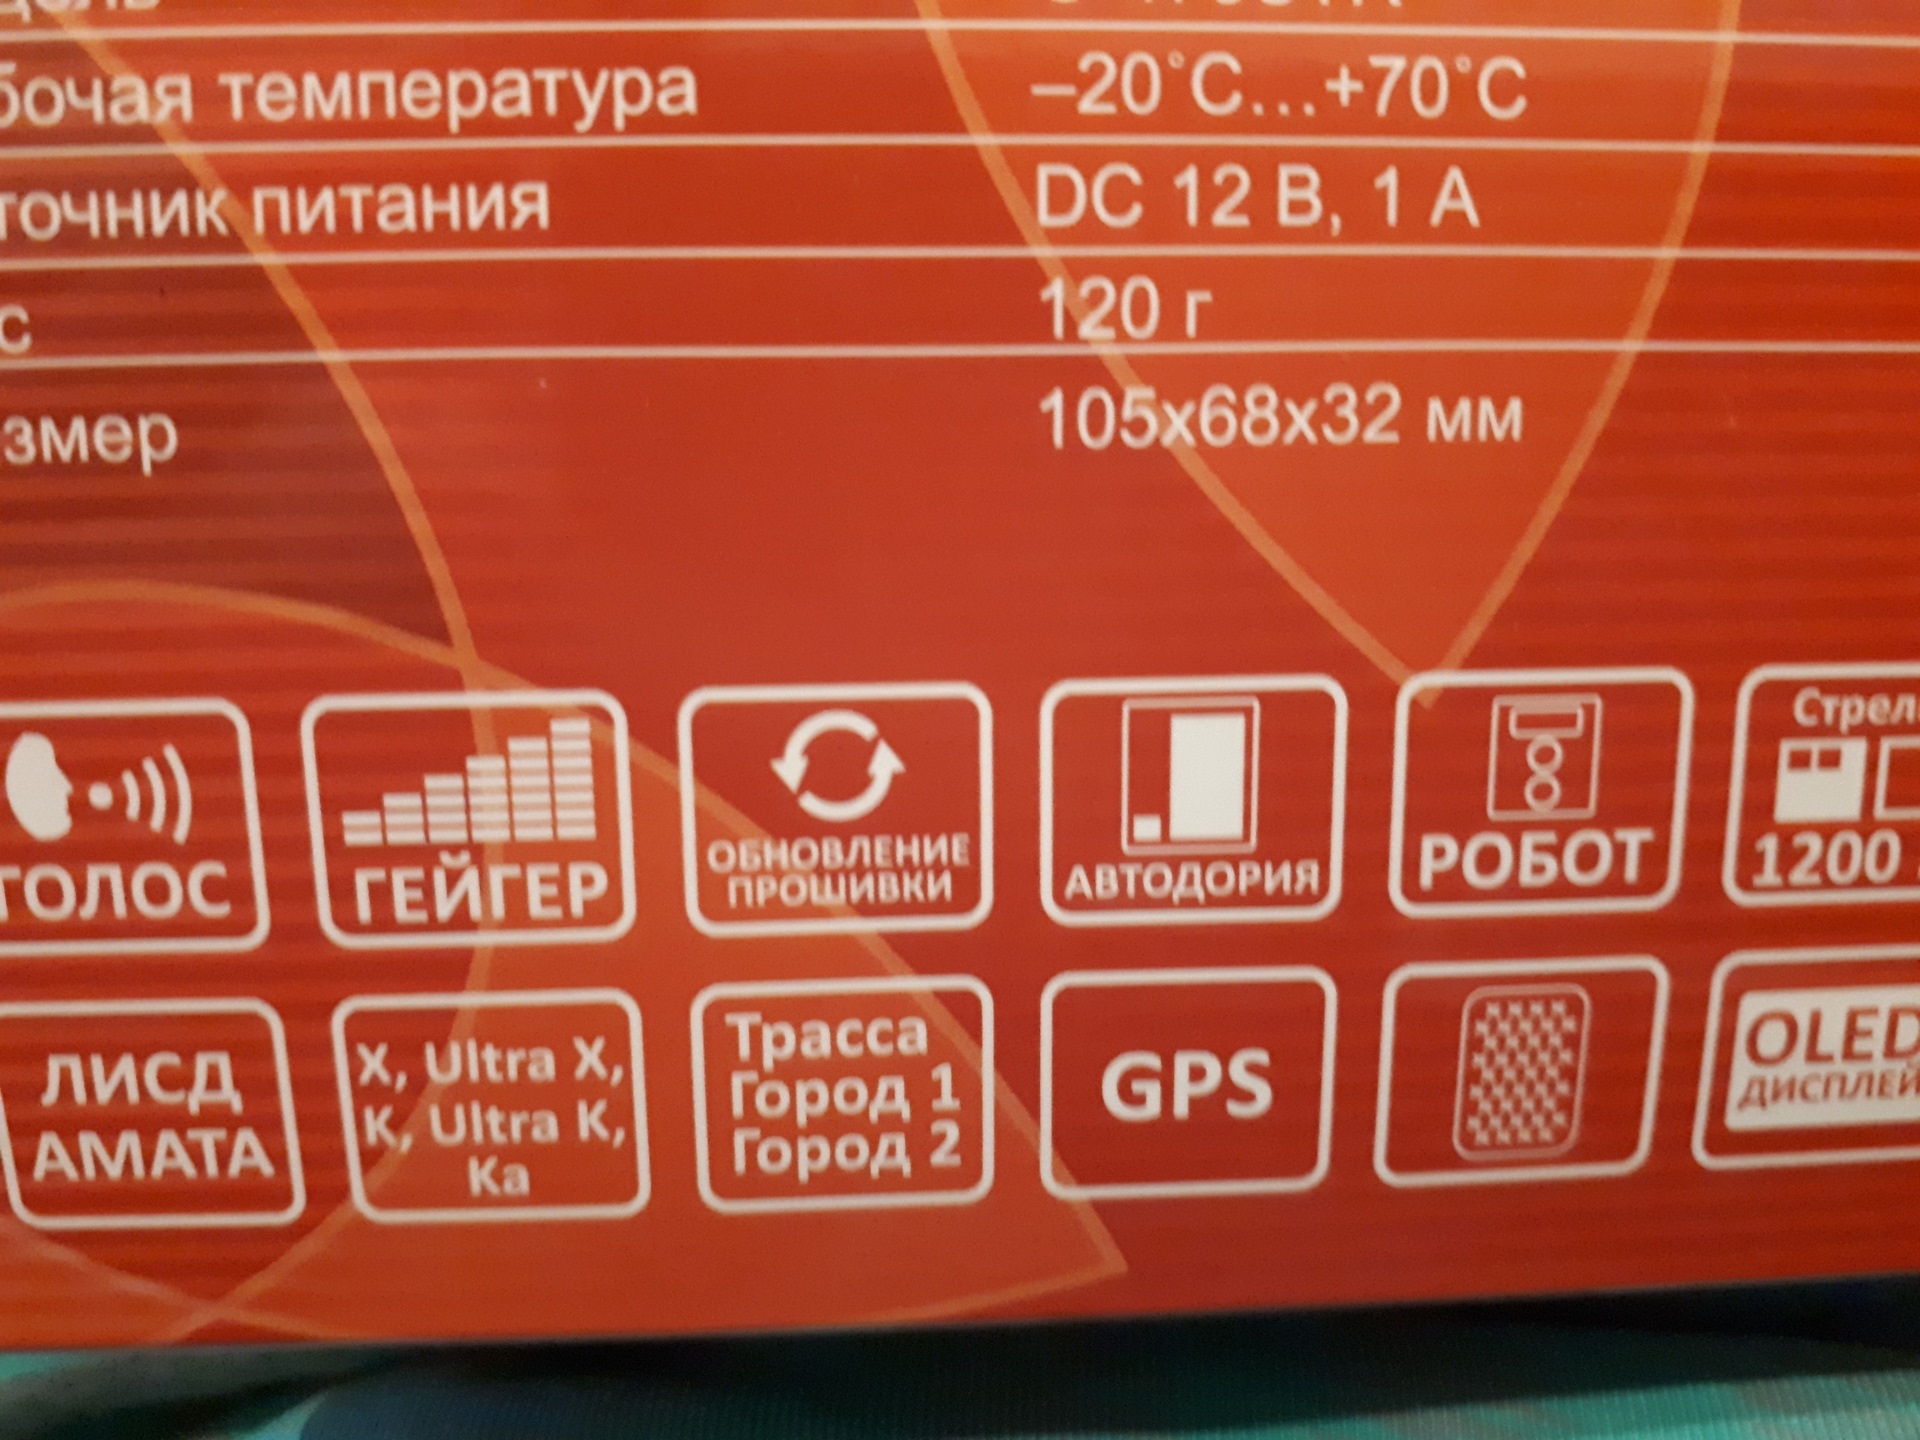 бочая температура –20°C...+70°C
точник питания DC 12 В, 1 А
с 120 г
змер 105x68x32 мм
ГОЛОС ГЕЙГЕР ОБНОВЛЕНИЕ
ПРОШИВКИ
АВТОДОРИЯ
РОБОТ
Стрел
1200
ЛИСД
АМАТА
X, Ultra X,
K, Ultra K,
Ka
Трасса
Город 1
Город 2
GPS
OLED
ДИСПЛЕЙ